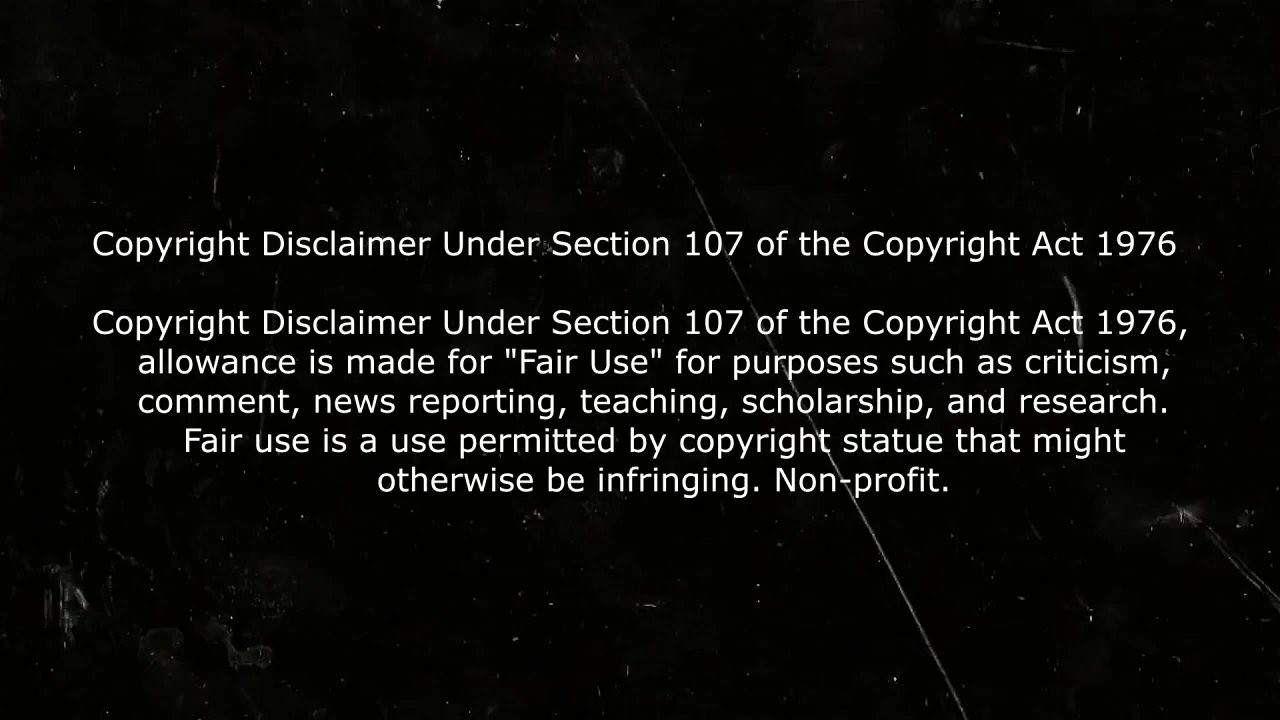 Copyright Disclaimer Under Section 107 of the Copyright Act 1976
Copyright Disclaimer Under Section 107 of the Copyright Act 1976,
allowance is made for "Fair Use" for purposes such as criticism,
comment, news reporting, teaching, scholarship, and research.
Fair use is a use permitted by copyright statue that might
otherwise be infringing. Non-profit.